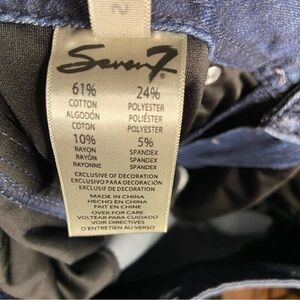 2
Seven7
61% 24%
COTTON POLYESTER
ALGODÓN POLIÉSTER
COTON POLYESTER
10% 5%
RAYON SPANDEX
RAYÓN SPANDEX
RAYONNE SPANDEX
EXCLUSIVE OF DECORATION
EXCLUSIVO PARA DECORACIÓN
EXCLUSIF DE DECORATION
MADE IN CHINA
HECHO EN CHINA
FAIT EN CHINE
OVER FOR CARE
VOLTEAR PARA CUIDADO
VOIR DIRECTIVES
D'ENTRETIEN AU VERSO